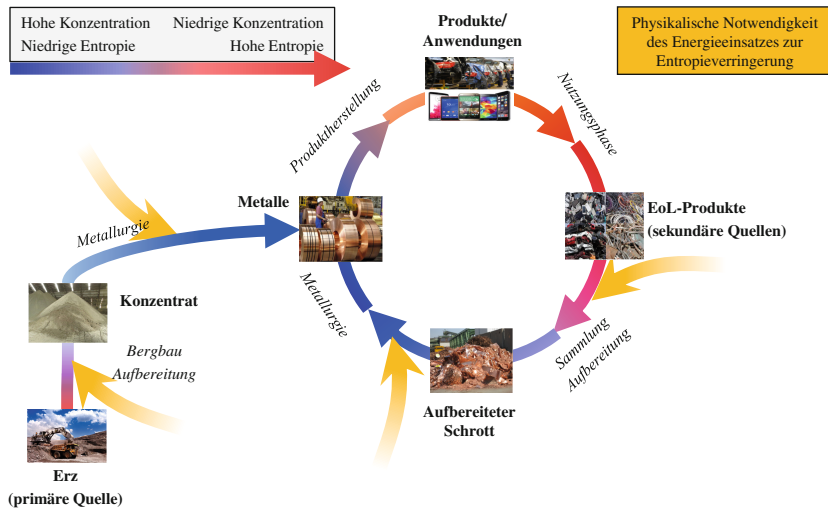 Hohe Konzentration Niedrige Konzentration
Niedrige Entropie Hohe Entropie
Produkte/
Anwendungen
Physikalische Notwendigkeit
des Energieeinsatzes zur
Entropieverringerung
Produktherstellung
Nutzungsphase
Metalle
EoL-Produkte
(sekundäre Quellen)
Metallurgie
Konzentrat
Metallurgie
Sammlung
Aufbereitung
Bergbau
Aufbereitung
Aufbereiteter
Schrott
Erz
(primäre Quelle)